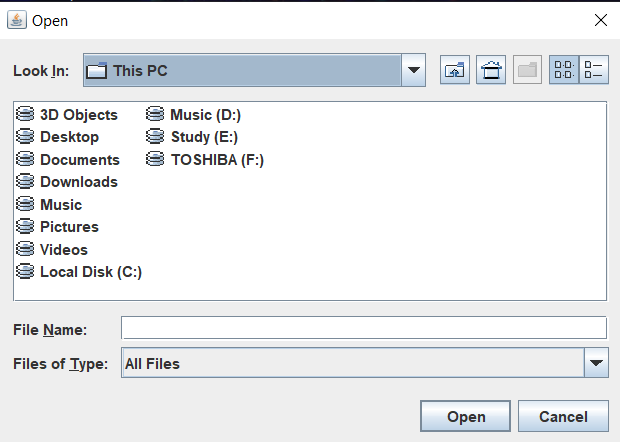 Open
Look In: This PC
3D Objects
Desktop
Documents
Downloads
Music
Pictures
Videos
Local Disk (C:)
Music (D:)
Study (E:)
TOSHIBA (F:)
File Name:
Files of Type: All Files
Open Cancel